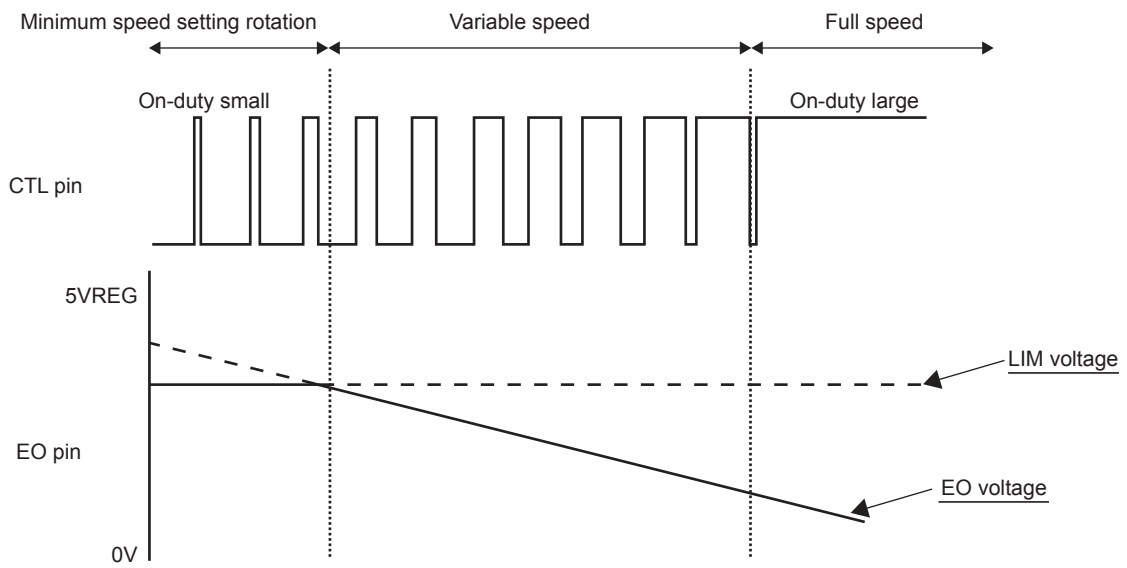 Minimum speed setting rotation
Variable speed
Full speed
On-duty small
On-duty large
CTL pin
5VREG
LIM voltage
EO pin
EO voltage
0V